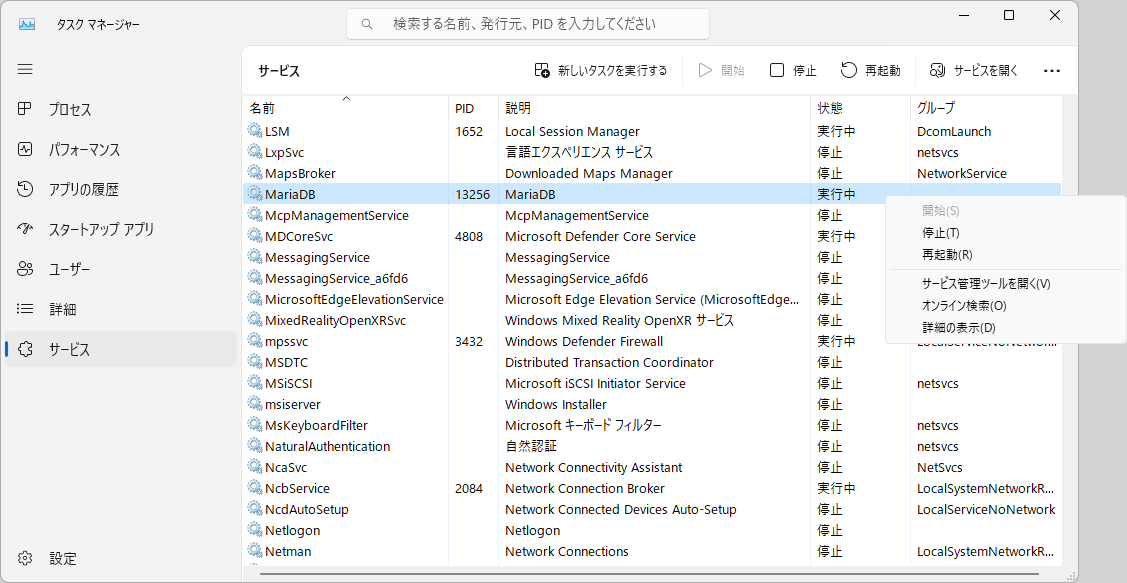 タスク マネージャー
検索する名前、発行元、PID を入力してください
サービス
新しいタスクを実行する
開始
停止
再起動
サービスを開く
プロセス
パフォーマンス
アプリの履歴
スタートアップ アプリ
ユーザー
詳細
サービス
設定
名前 PID 説明 状態 グループ
LSM 1652 Local Session Manager 実行中 DcomLaunch
LxpSvc 言語エクスペリエンス サービス 停止 netsvcs
MapsBroker Downloaded Maps Manager 停止 NetworkService
MariaDB 13256 MariaDB 実行中
McpManagementService McpManagementService 停止
MDCoreSvc 4808 Microsoft Defender Core Service 実行中
MessagingService MessagingService 停止
MessagingService_a6fd6 MessagingService_a6fd6 停止
MicrosoftEdgeElevationService Microsoft Edge Elevation Service (MicrosoftEdge... 停止
MixedRealityOpenXRSvc Windows Mixed Reality OpenXR サービス 停止
mpssvc 3432 Windows Defender Firewall 実行中 LocalServiceNoNetwor...
MSDTC Distributed Transaction Coordinator 停止
MSiSCSI Microsoft iSCSI Initiator Service 停止 netsvcs
msiserver Windows Installer 停止
MsKeyboardFilter Microsoft キーボード フィルター 停止 netsvcs
NaturalAuthentication 自然認証 停止 netsvcs
NcaSvc Network Connectivity Assistant 停止 NetSvcs
NcbService 2084 Network Connection Broker 実行中 LocalSystemNetworkR...
NcdAutoSetup Network Connected Devices Auto-Setup 停止 LocalServiceNoNetwork
Netlogon Netlogon 停止
Netman Network Connections 停止 LocalSystemNetworkR...
開始(S)
停止(T)
再起動(R)
サービス管理ツールを開く(V)
オンライン検索(O)
詳細の表示(D)